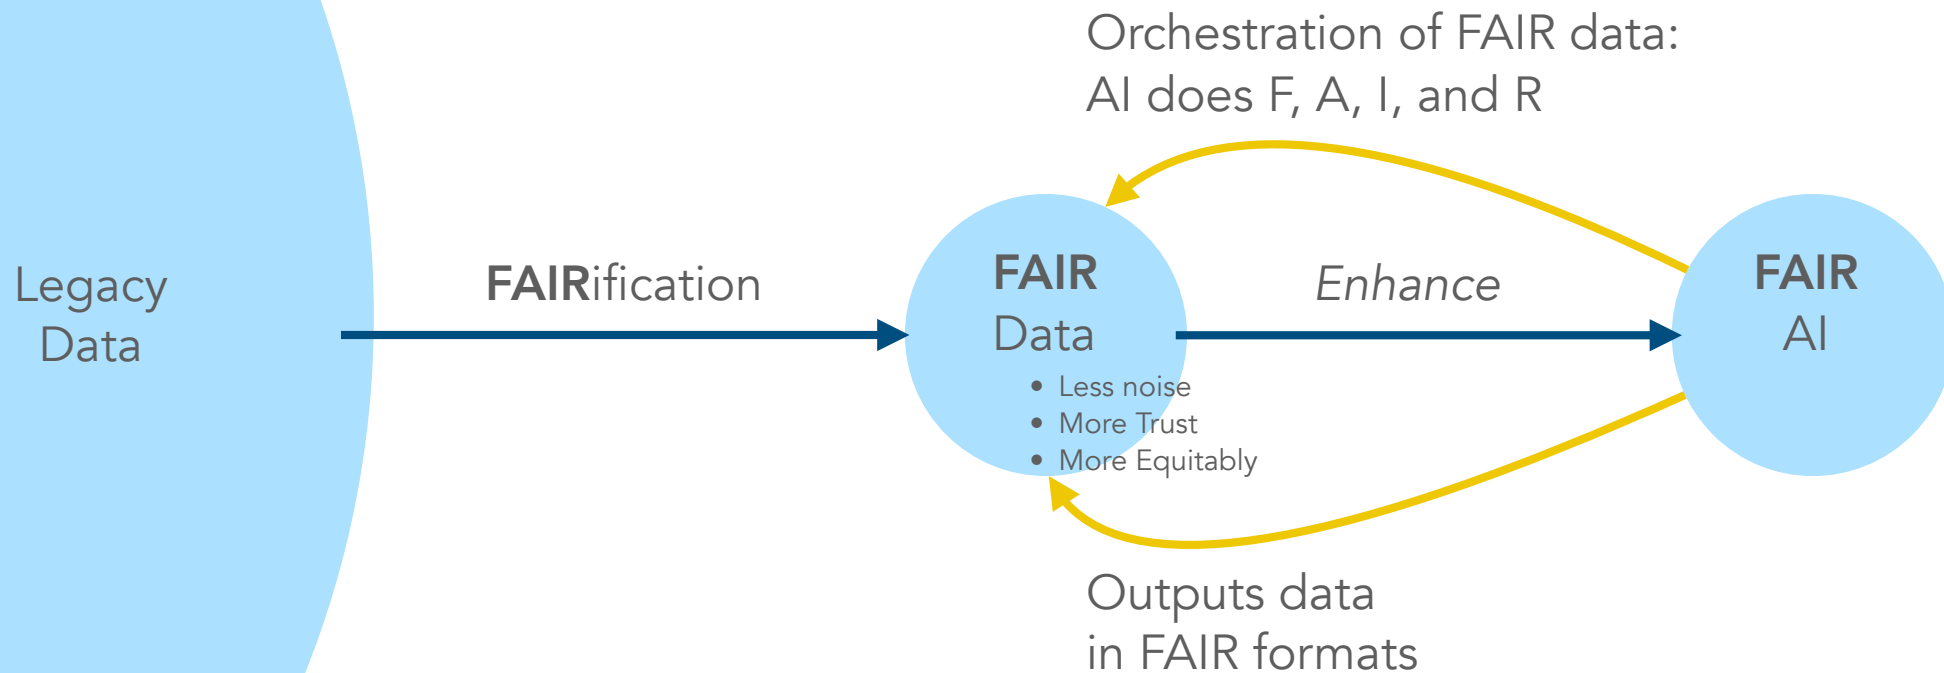 Orchestration of FAIR data:
AI does F, A, I, and R
Legacy
Data
FAIRification
FAIR
Data
• Less noise
• More Trust
• More Equitably
Enhance
FAIR
AI
Outputs data
in FAIR formats